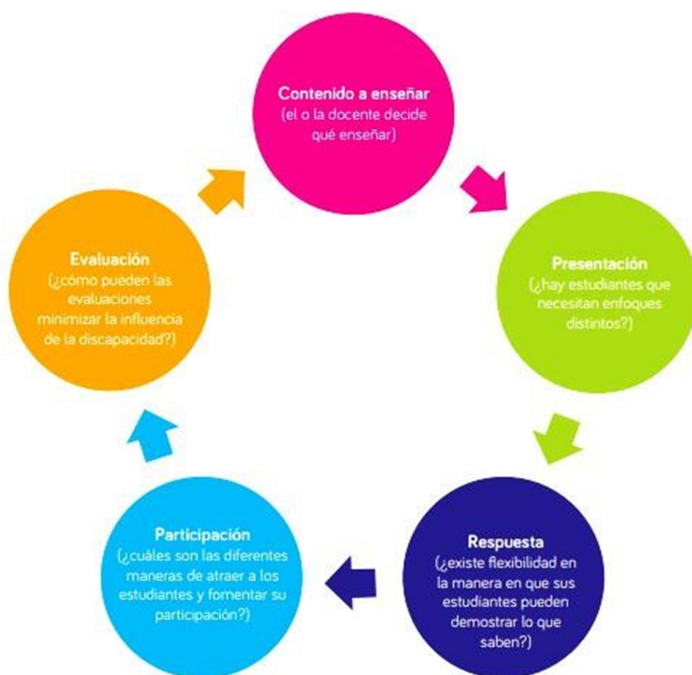 Contenido a enseñar
(el o la docente decide
qué enseñar)
Presentación
(¿hay estudiantes que
necesitan enfoques
distintos?)
Respuesta
(¿existe flexibilidad en
la manera en que sus
estudiantes pueden
demostrar lo que
saben?)
Participación
(¿cuáles son las diferentes
maneras de atraer a los
estudiantes y fomentar su
participación?)
Evaluación
(¿cómo pueden las
evaluaciones
minimizar la influencia
de la discapacidad?)